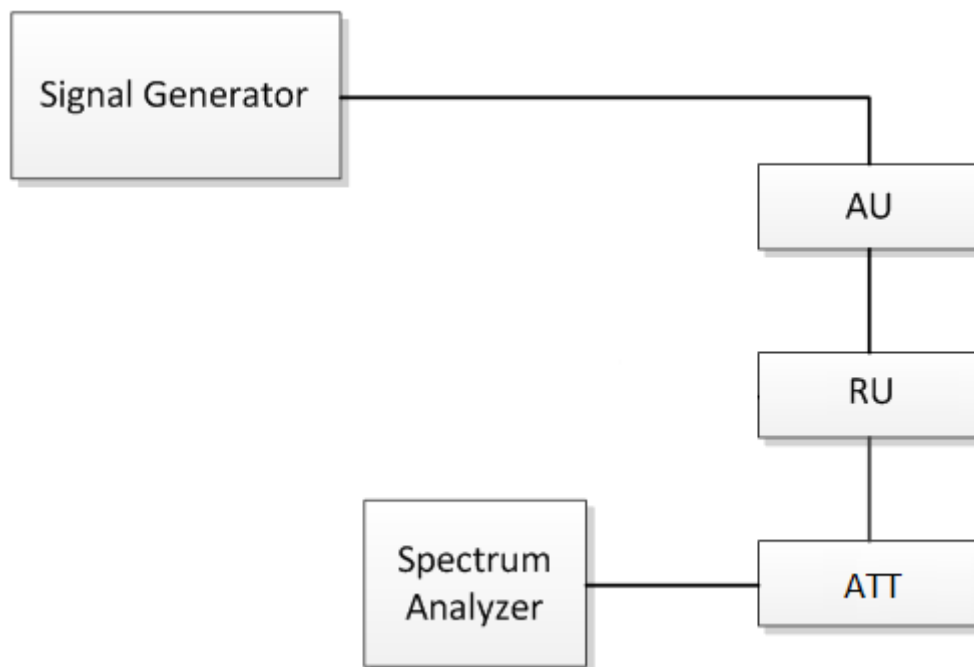 Signal Generator
AU
RU
ATT
Spectrum
Analyzer